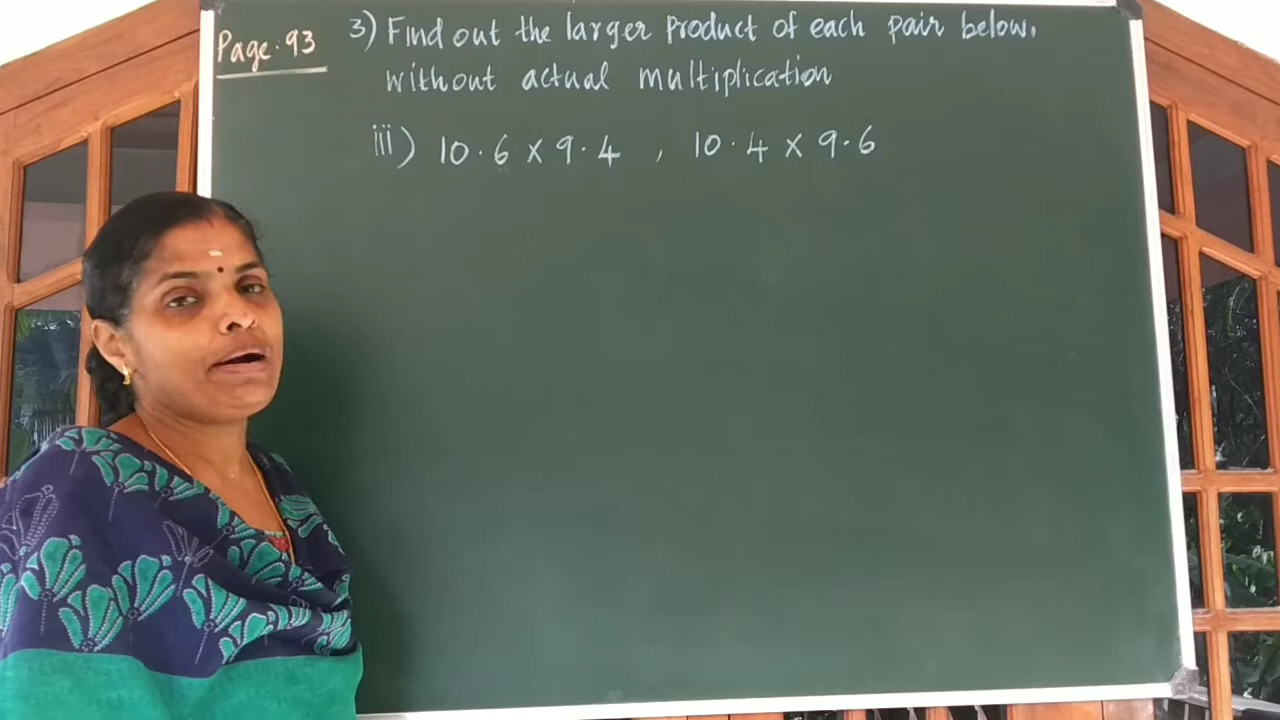 Page. 93
3) Find out the larger product of each pair below,
without actual multiplication
iii) 10.6 x 9.4 , 10.4 x 9.6